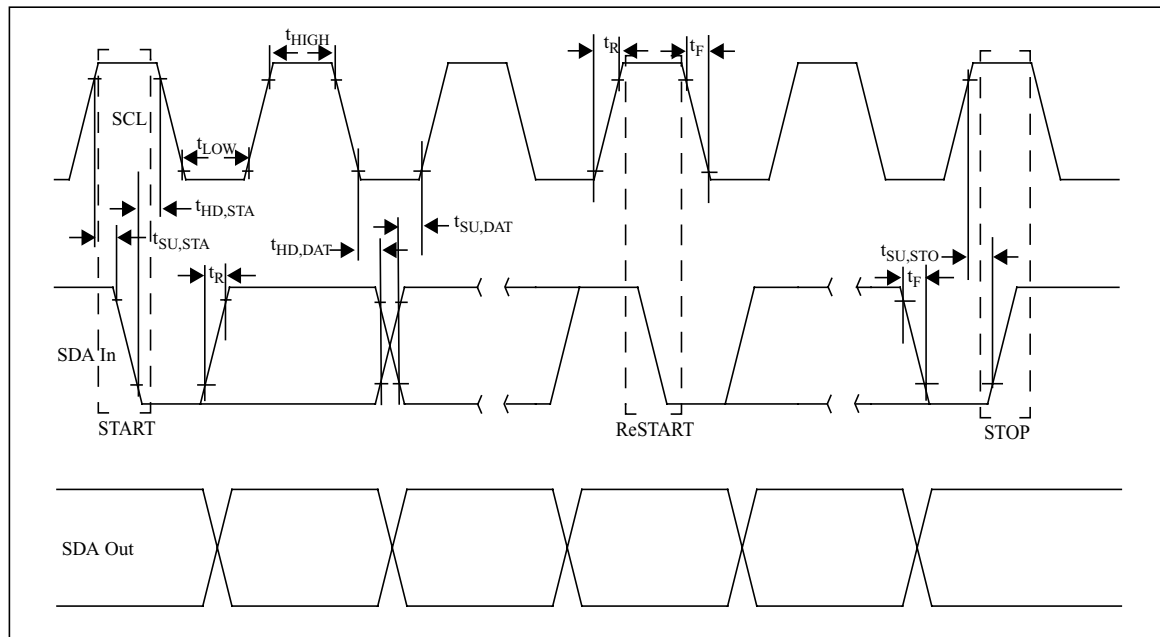 tHIGH
tR
tF
SCL
tLOW
tHD,STA
tSU,STA
tHD,DAT
tSU,DAT
tSU,STO
tR
tF
SDA In
START
ReSTART
STOP
SDA Out